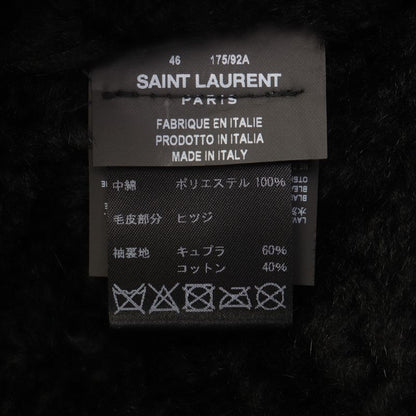 46 175/92A
SAINT LAURENT
PARIS
FABRIQUE EN ITALIE
PRODOTTO IN ITALIA
MADE IN ITALY
中綿 ポリエステル 100%
毛皮部分 ヒツジ
袖裏地 キュプラ 60%
コットン 40%